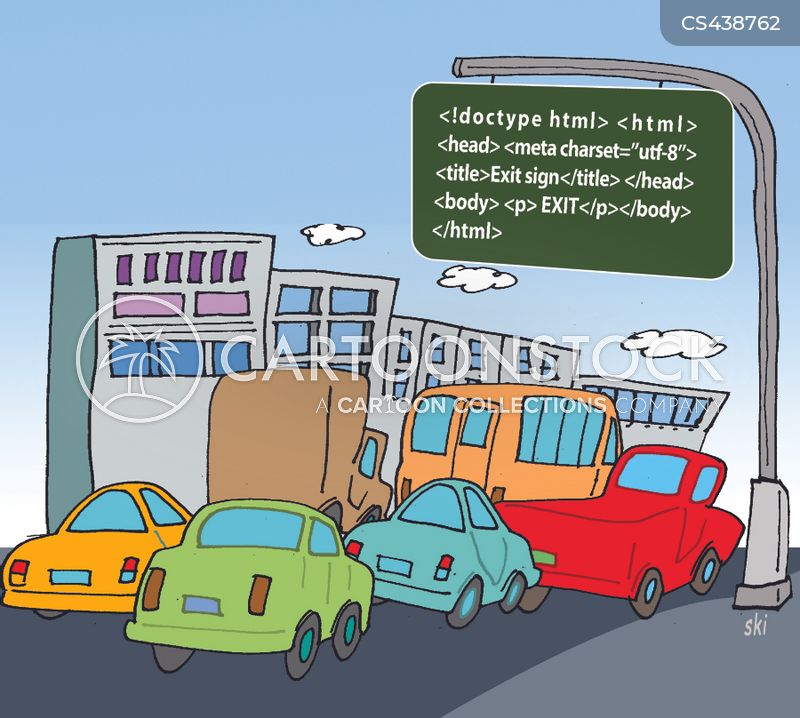 CS438762
<!doctype html> <html>
<head> <meta charset="utf-8">
<title>Exit sign</title> </head>
<body> <p> EXIT</p></body>
</html>
CARTOONSTOCK
A CARTOON COLLECTIONS COMPANY
ski